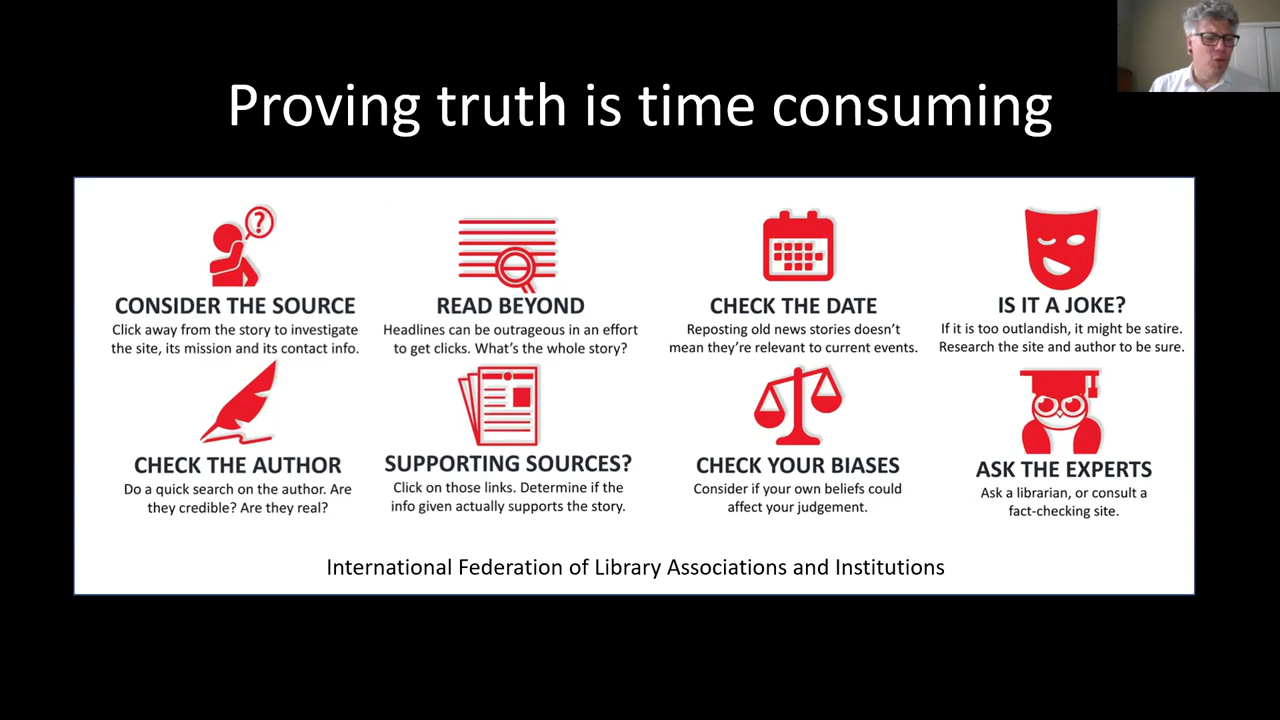 Proving truth is time consuming
?
CONSIDER THE SOURCE
Click away from the story to investigate
the site, its mission and its contact info.
READ BEYOND
Headlines can be outrageous in an effort
to get clicks. What's the whole story?
CHECK THE DATE
Reposting old news stories doesn't
mean they're relevant to current events.
IS IT A JOKE?
If it is too outlandish, it might be satire.
Research the site and author to be sure.
CHECK THE AUTHOR
Do a quick search on the author. Are
they credible? Are they real?
SUPPORTING SOURCES?
Click on those links. Determine if the
info given actually supports the story.
CHECK YOUR BIASES
Consider if your own beliefs could
affect your judgement.
ASK THE EXPERTS
Ask a librarian, or consult a
fact-checking site.
International Federation of Library Associations and Institutions